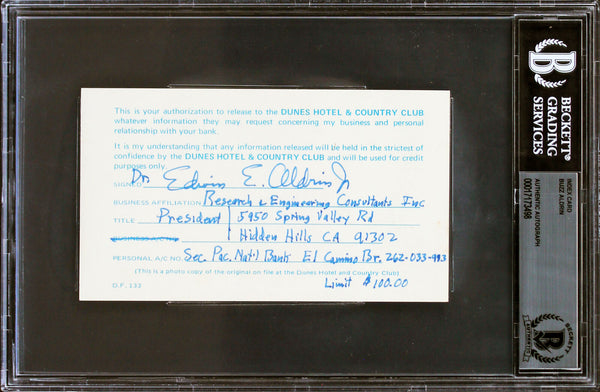 This is your authorization to release to the DUNES HOTEL & COUNTRY CLUB
whatever information they may request concerning my business and personal
relationship with your bank.
It is my understanding that any information released will be held in the strictest of
confidence by the DUNES HOTEL & COUNTRY CLUB and will be used for credit
purposes only.
SIGNED Dr. Edwin E. Aldrin Jr
BUSINESS AFFILIATION Research & Engineering Consultants Inc
TITLE President 5950 Spring Valley Rd
BUSINESS A/C NO. Hidden Hills CA 91302
PERSONAL A/C NO. Sec. Pac. Nat'l Bank El Camino Br. 262-033-993
(This is a photo copy of the original on file at the Dunes Hotel and Country Club)
D.F. 133 Limit $100.00
B
BECKETT®
GRADING
SERVICES
INDEX CARD
BUZZ ALDRIN
AUTHENTIC AUTOGRAPH
00017173498
BECKETT
B
AUTHENTICATED